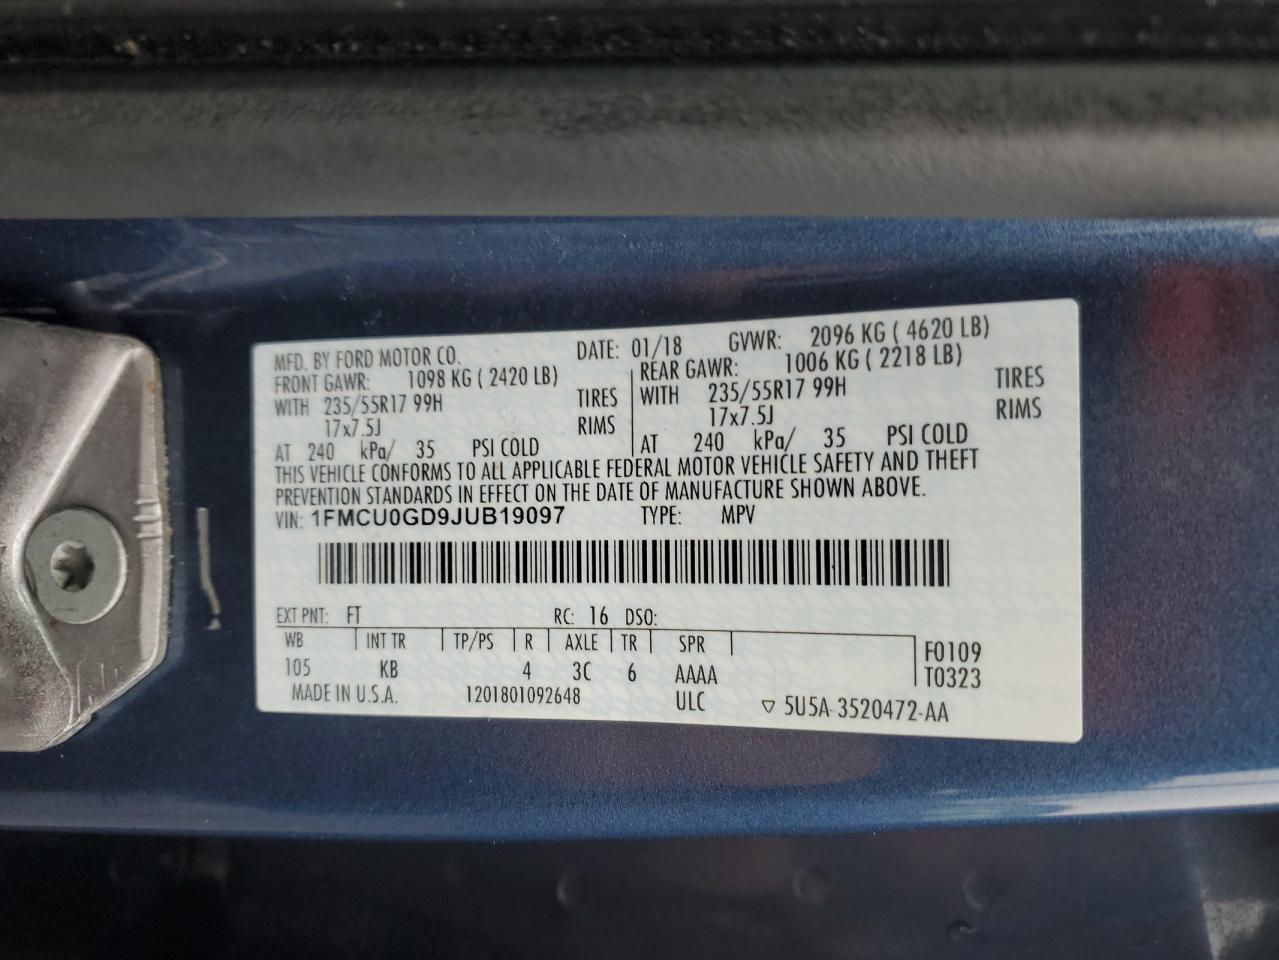 MFD. BY FORD MOTOR CO. DATE: 01/18 GVWR: 2096 KG ( 4620 LB)
FRONT GAWR: 1098 KG ( 2420 LB) REAR GAWR: 1006 KG ( 2218 LB)
WITH 235/55R17 99H TIRES WITH 235/55R17 99H TIRES
17x7.5J RIMS 17x7.5J RIMS
AT 240 kPa/ 35 PSI COLD AT 240 kPa/ 35 PSI COLD
THIS VEHICLE CONFORMS TO ALL APPLICABLE FEDERAL MOTOR VEHICLE SAFETY AND THEFT
PREVENTION STANDARDS IN EFFECT ON THE DATE OF MANUFACTURE SHOWN ABOVE.
VIN: 1FMCU0GD9JUB19097 TYPE: MPV
EXT PNT: FT RC: 16 DSO:
WB INT TR TP/PS R AXLE TR SPR F0109
105 KB 4 3C 6 AAAA T0323
MADE IN U.S.A. 1201801092648 ULC ▽ 5U5A-3520472-AA